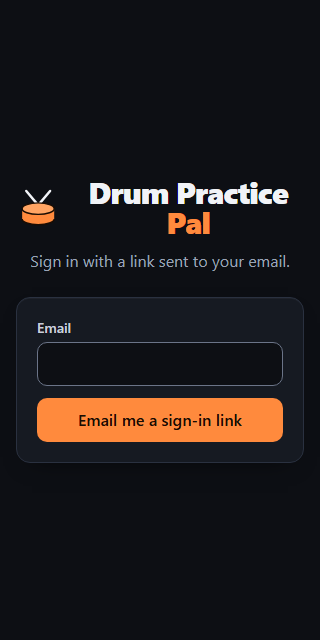 Drum Practice
Pal
Sign in with a link sent to your email.
Email
Email me a sign-in link